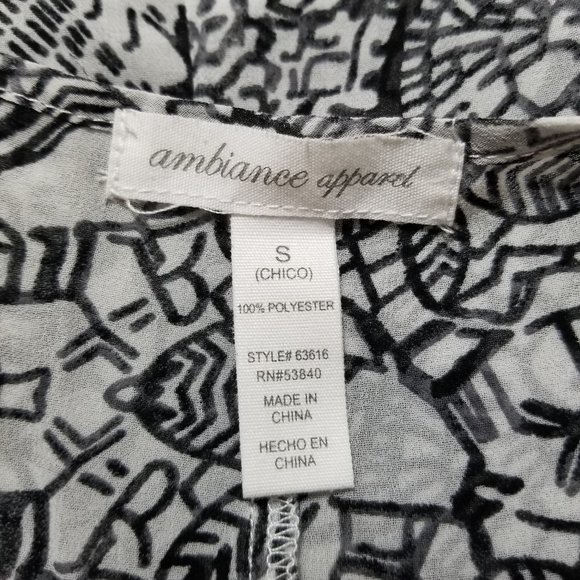 ambiance apparel
S
(CHICO)
100% POLYESTER
STYLE# 63616
RN#53840
MADE IN
CHINA
HECHO EN
CHINA